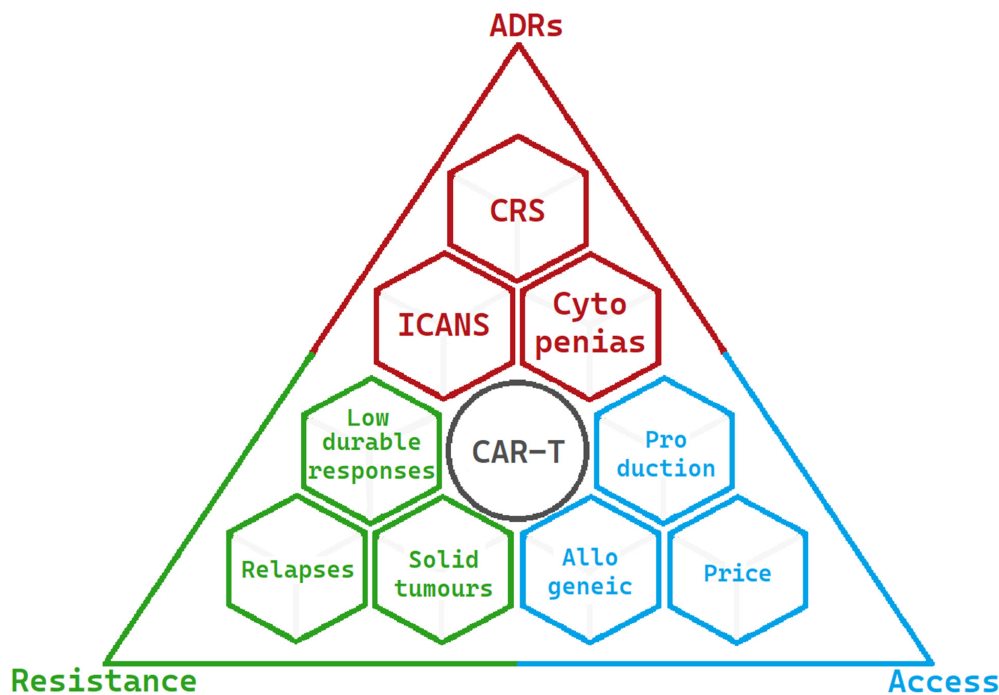 ADRs
CRS
ICANS
Cyto
penias
Low
durable
responses
CAR-T
Pro
duction
Relapses
Solid
tumours
Allo
geneic
Price
Resistance
Access